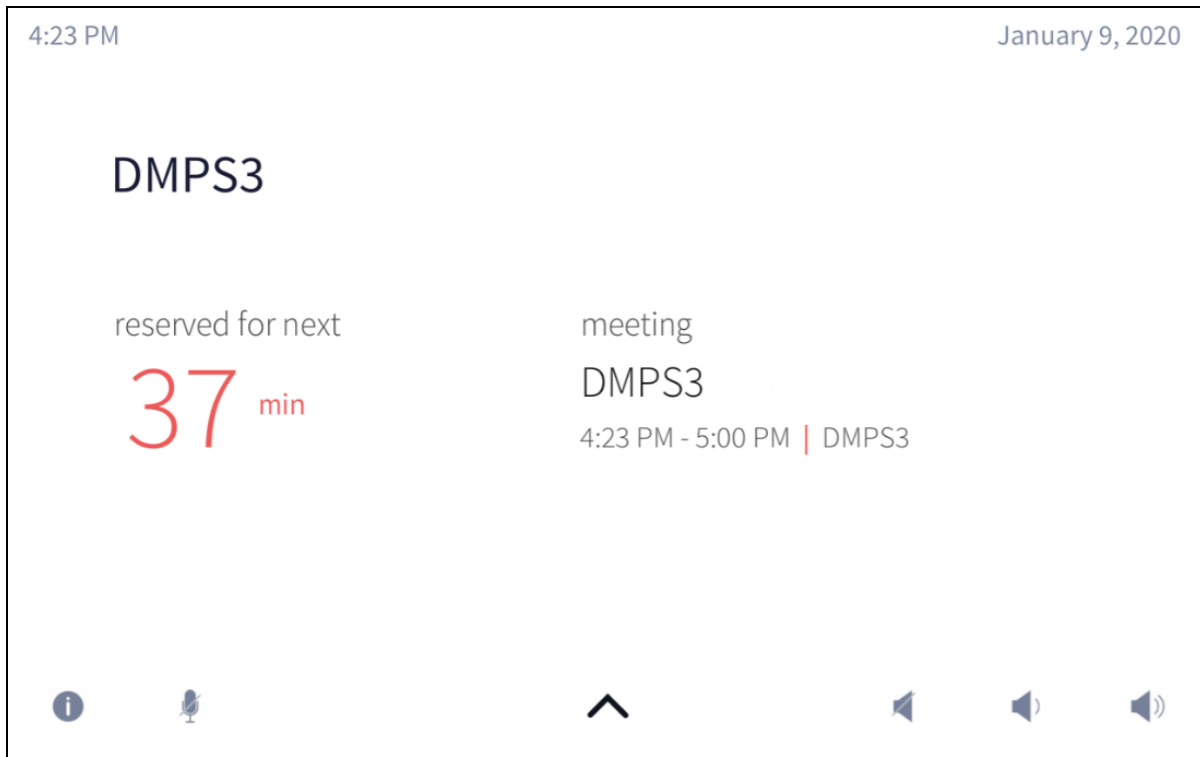 4:23 PM
January 9, 2020
DMPS3
reserved for next
37 min
meeting
DMPS3
4:23 PM - 5:00 PM | DMPS3